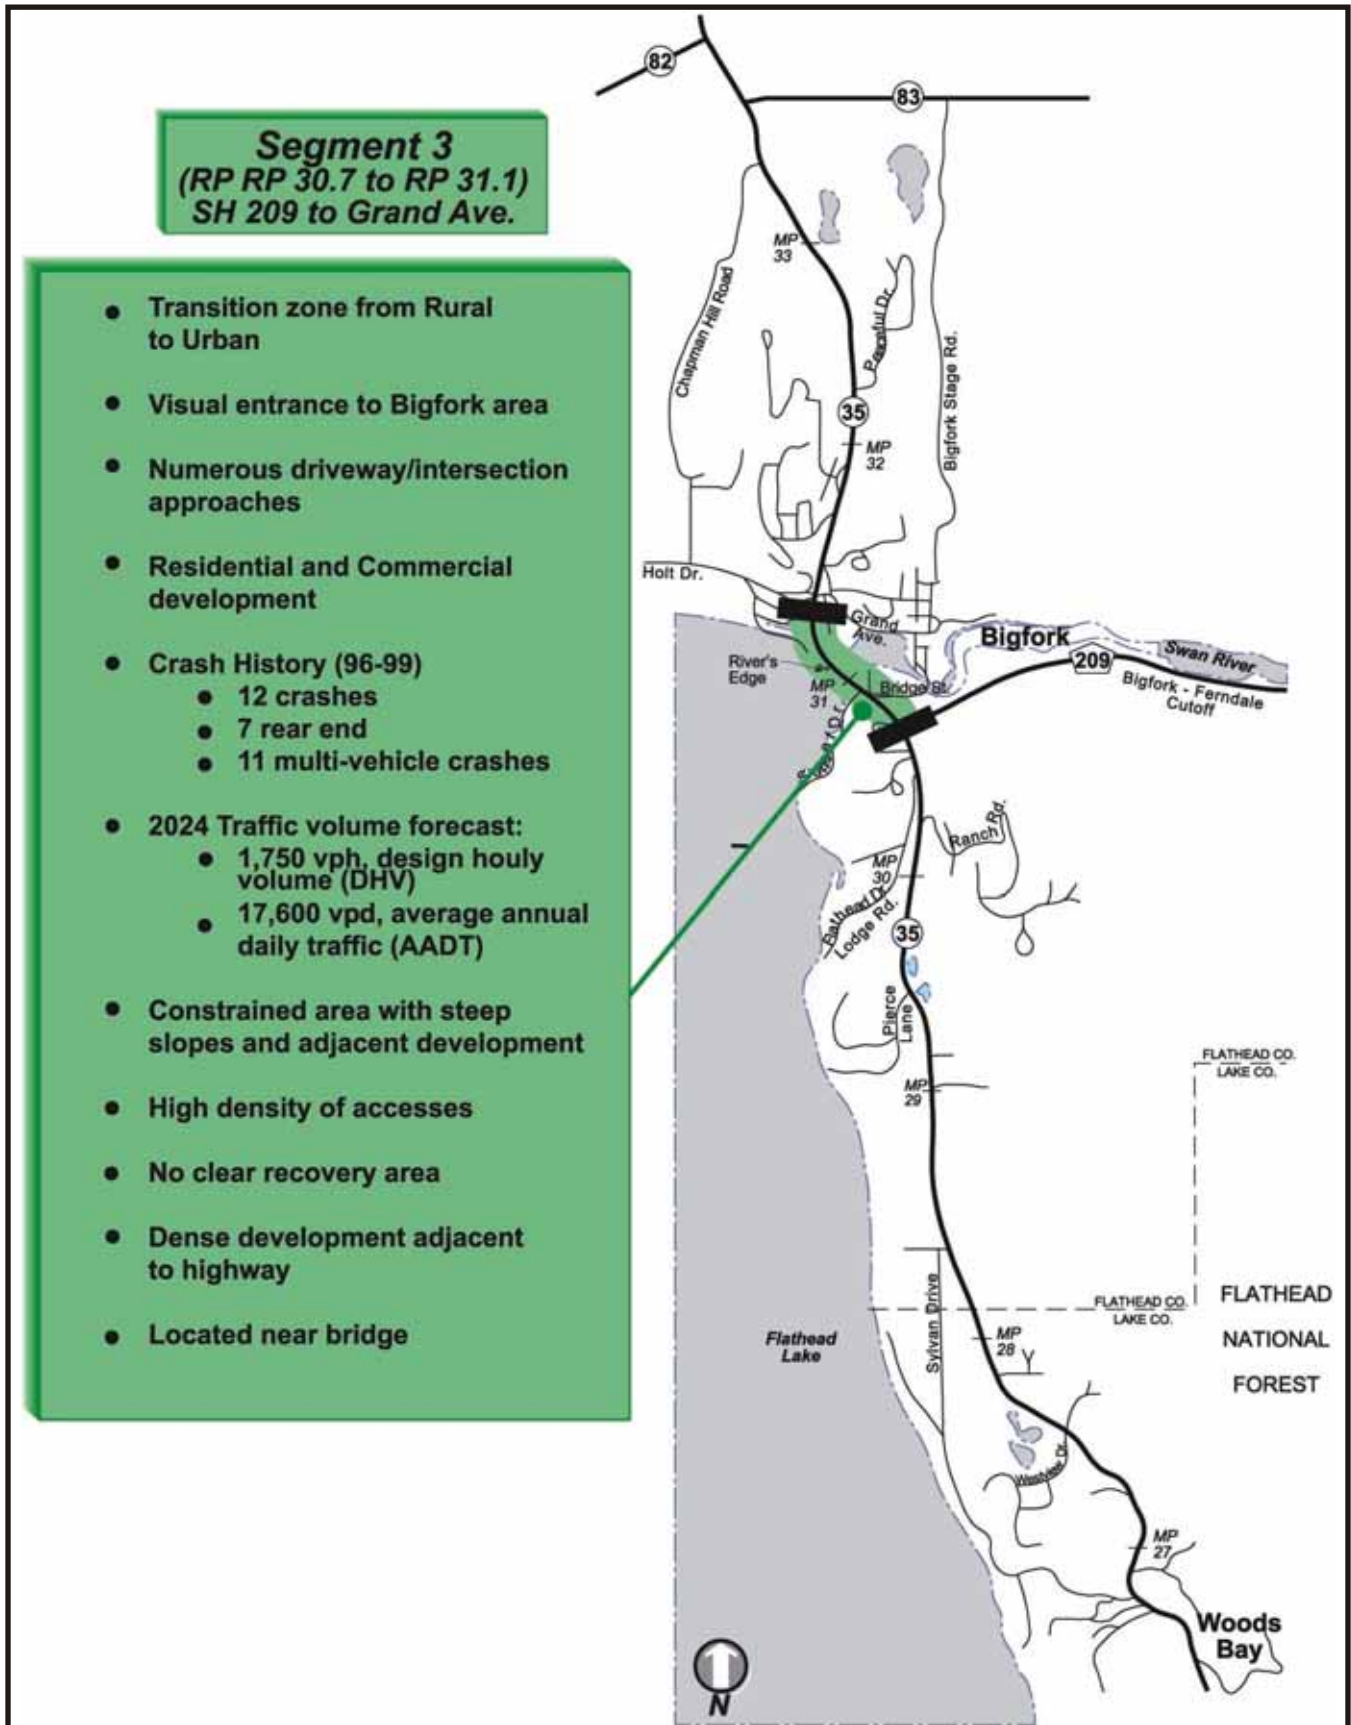 Segment 3
(RP RP 30.7 to RP 31.1)
SH 209 to Grand Ave.
Transition zone from Rural
to Urban
Visual entrance to Bigfork area
Numerous driveway/intersection
approaches
Residential and Commercial
development
Crash History (96-99)
12 crashes
7 rear end
11 multi-vehicle crashes
2024 Traffic volume forecast:
1,750 vph, design houly
volume (DHV)
17,600 vpd, average annual
daily traffic (AADT)
Constrained area with steep
slopes and adjacent development
High density of accesses
No clear recovery area
Dense development adjacent
to highway
Located near bridge
82
83
MP
33
Chapman Hill Road
Peaceful Dr.
Bigfork Stage Rd.
35
MP
32
Holt Dr.
Grand
Ave.
Bigfork
Swan River
209
Bigfork - Ferndale
Cutoff
River's
Edge
MP
31
Bridge St.
Ranch Rd.
MP
30
Flathead Dr.
Lodge Rd.
35
Pierce
Lane
MP
29
FLATHEAD CO.
LAKE CO.
FLATHEAD CO.
LAKE CO.
FLATHEAD
NATIONAL
FOREST
Sylvan Drive
MP
28
Flathead
Lake
Westview Dr.
MP
27
Woods
Bay
N